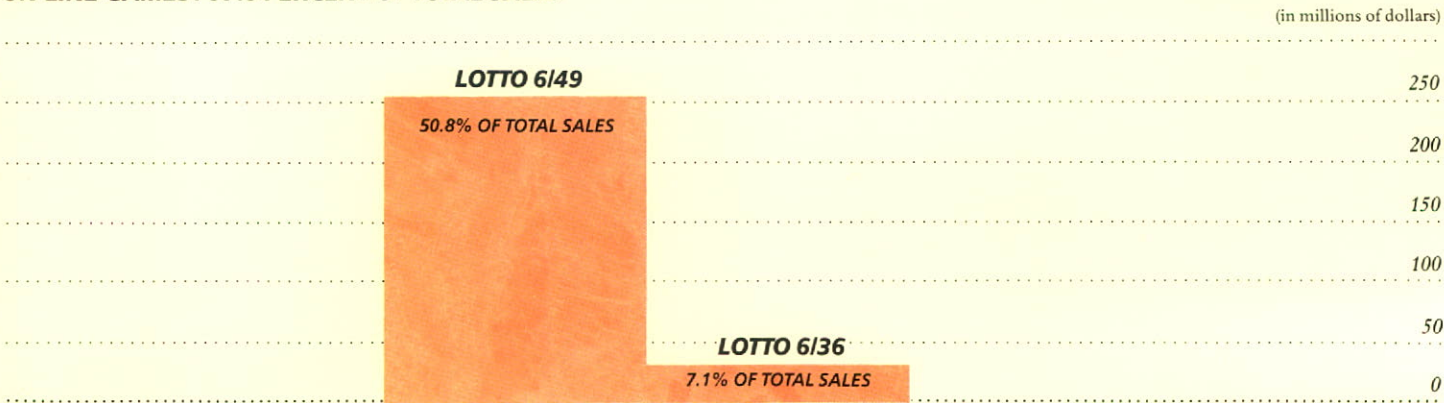 (in millions of dollars)
LOTTO 6/49
250
50.8% OF TOTAL SALES
200
150
100
50
LOTTO 6/36
7.1% OF TOTAL SALES
0